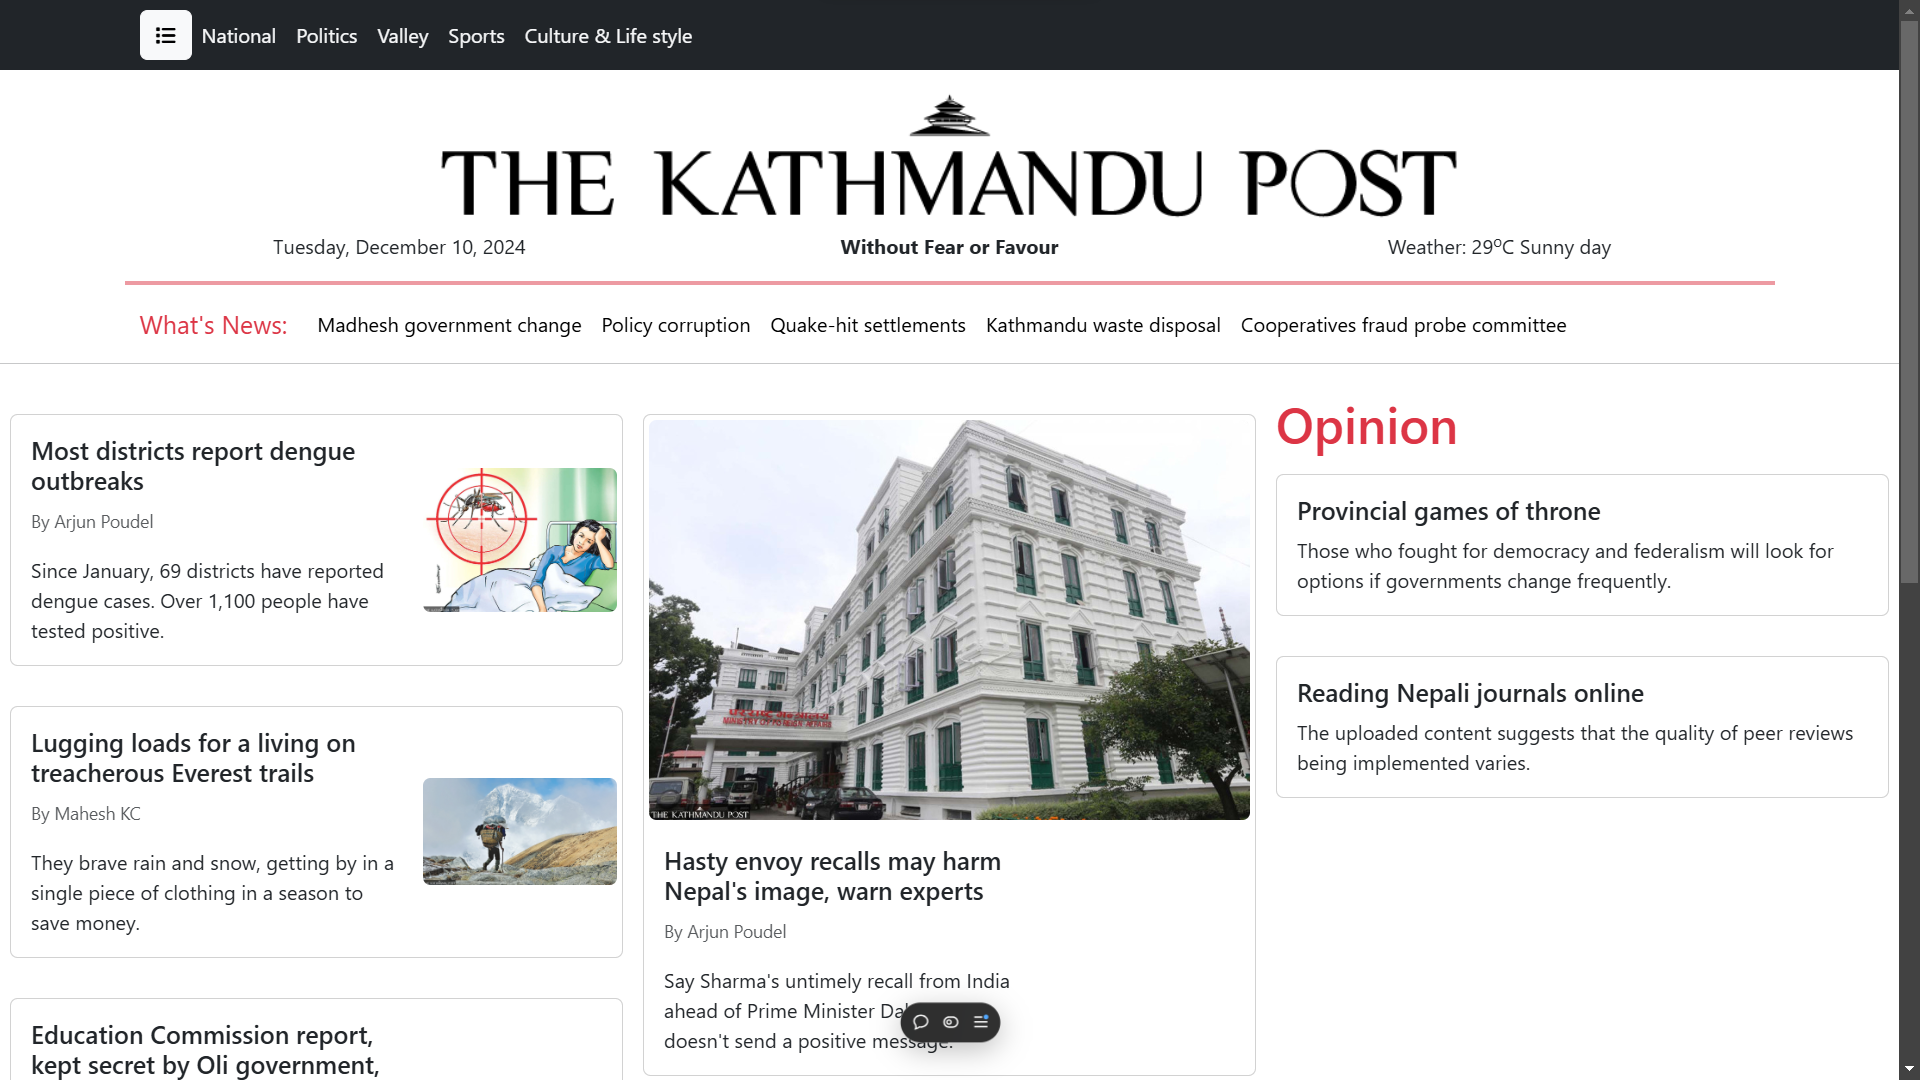 National Politics Valley Sports Culture & Life style
THE KATHMANDU POST
Tuesday, December 10, 2024
Without Fear or Favour
Weather: 29ºC Sunny day
What's News:
Madhesh government change
Policy corruption
Quake-hit settlements
Kathmandu waste disposal
Cooperatives fraud probe committee
Most districts report dengue
outbreaks
By Arjun Poudel
Since January, 69 districts have reported
dengue cases. Over 1,100 people have
tested positive.
Lugging loads for a living on
treacherous Everest trails
By Mahesh KC
They brave rain and snow, getting by in a
single piece of clothing in a season to
save money.
Education Commission report,
kept secret by Oli government,
THE KATHMANDU POST
Hasty envoy recalls may harm
Nepal's image, warn experts
By Arjun Poudel
Say Sharma's untimely recall from India
ahead of Prime Minister
doesn't send a positive message.
Opinion
Provincial games of throne
Those who fought for democracy and federalism will look for
options if governments change frequently.
Reading Nepali journals online
The uploaded content suggests that the quality of peer reviews
being implemented varies.